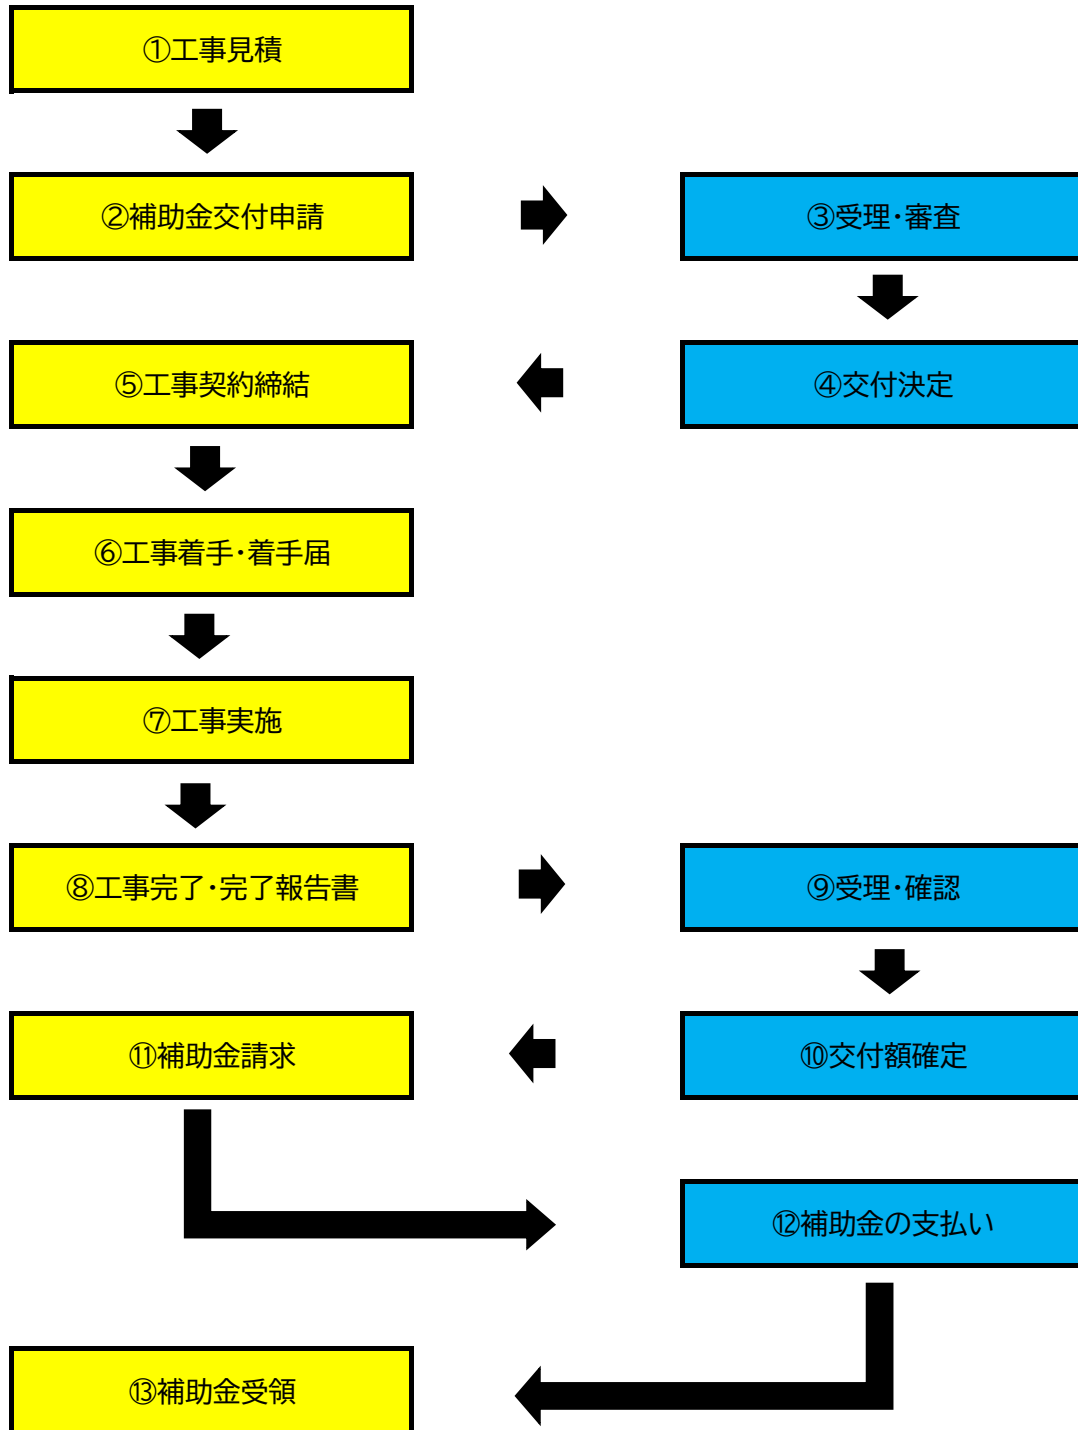 ①工事見積
②補助金交付申請
③受理・審査
④交付決定
⑤工事契約締結
⑥工事着手・着手届
⑦工事実施
⑧工事完了・完了報告書
⑨受理・確認
⑩交付額確定
⑪補助金請求
⑫補助金の支払い
⑬補助金受領